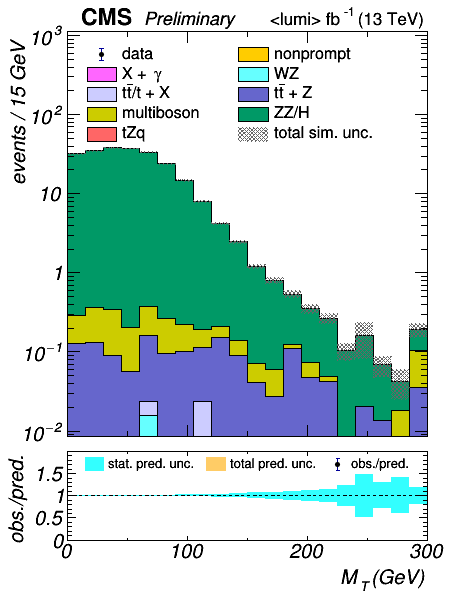 CMS Preliminary <lumi> fb⁻¹ (13 TeV)
events / 15 GeV
10³
10²
10
1
10⁻¹
10⁻²
data
nonprompt
X + γ
WZ
tt̅/t + X
tt̅ + Z
multiboson
ZZ/H
tZq
total sim. unc.
obs./pred.
1.5
1
0.5
0
stat. pred. unc.
total pred. unc.
obs./pred.
0 100 200 300
M_T (GeV)